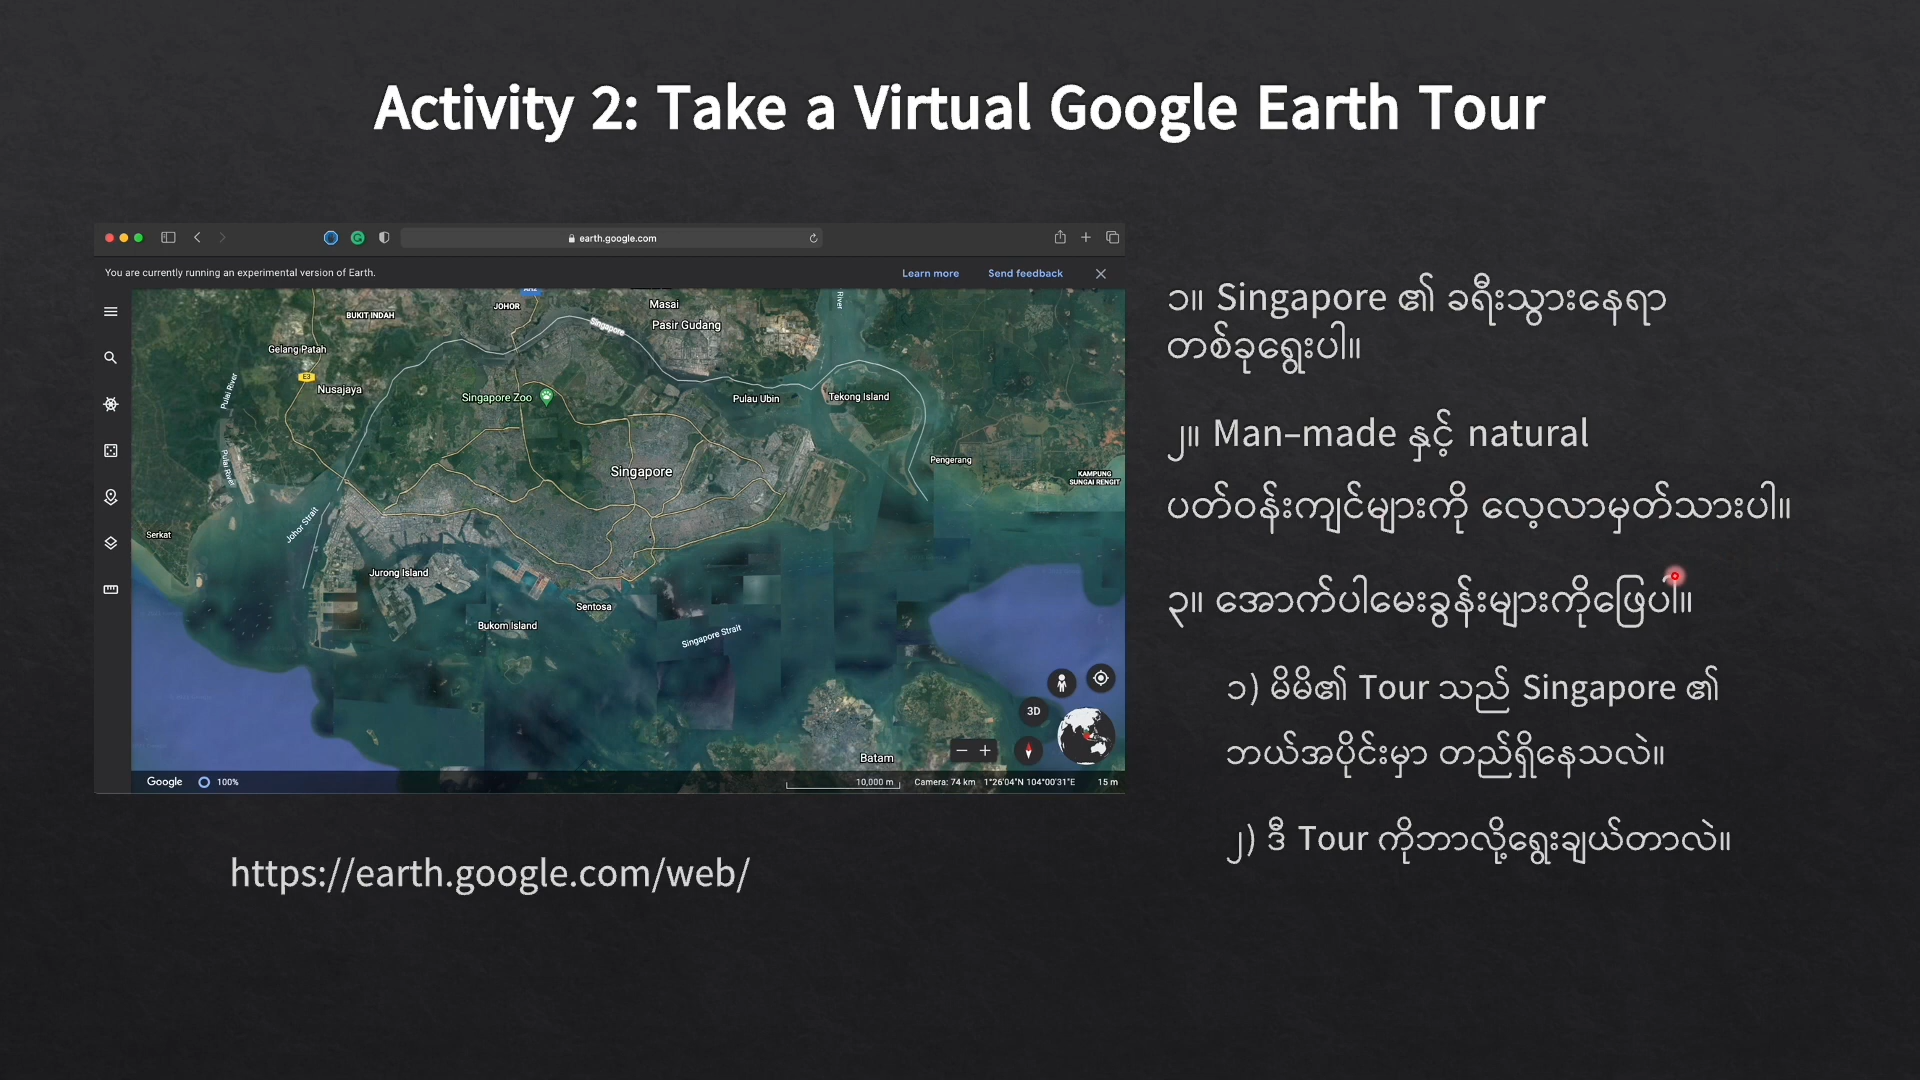 Activity 2: Take a Virtual Google Earth Tour
earth.google.com
You are currently running an experimental version of Earth.
Learn more
Send feedback
JOHOR
Masai
BUKIT INDAH
Singapore
Pasir Gudang
River
Gelang Patah
E3
Nusajaya
Pulai River
Singapore Zoo
Pulau Ubin
Tekong Island
Pulai River
Singapore
Pengerang
KAMPUNG
SUNGAI RENGIT
Johor Strait
Serkat
Jurong Island
Sentosa
Bukom Island
Singapore Strait
3D
Batam
Google
100%
10,000 m
Camera: 74 km 1°26'04"N 104°00'31"E
15 m
https://earth.google.com/web/
၁။ Singapore ၏ ခရီးသွားနေရာ
တစ်ခုရွေးပါ။
၂။ Man-made နှင့် natural
ပတ်ဝန်းကျင်များကို လေ့လာမှတ်သားပါ။
၃။ အောက်ပါမေးခွန်းများကိုဖြေပါ။
၁) မိမိ၏ Tour သည် Singapore ၏
ဘယ်အပိုင်းမှာ တည်ရှိနေသလဲ။
၂) ဒီ Tour ကိုဘာလို့ရွေးချယ်တာလဲ။